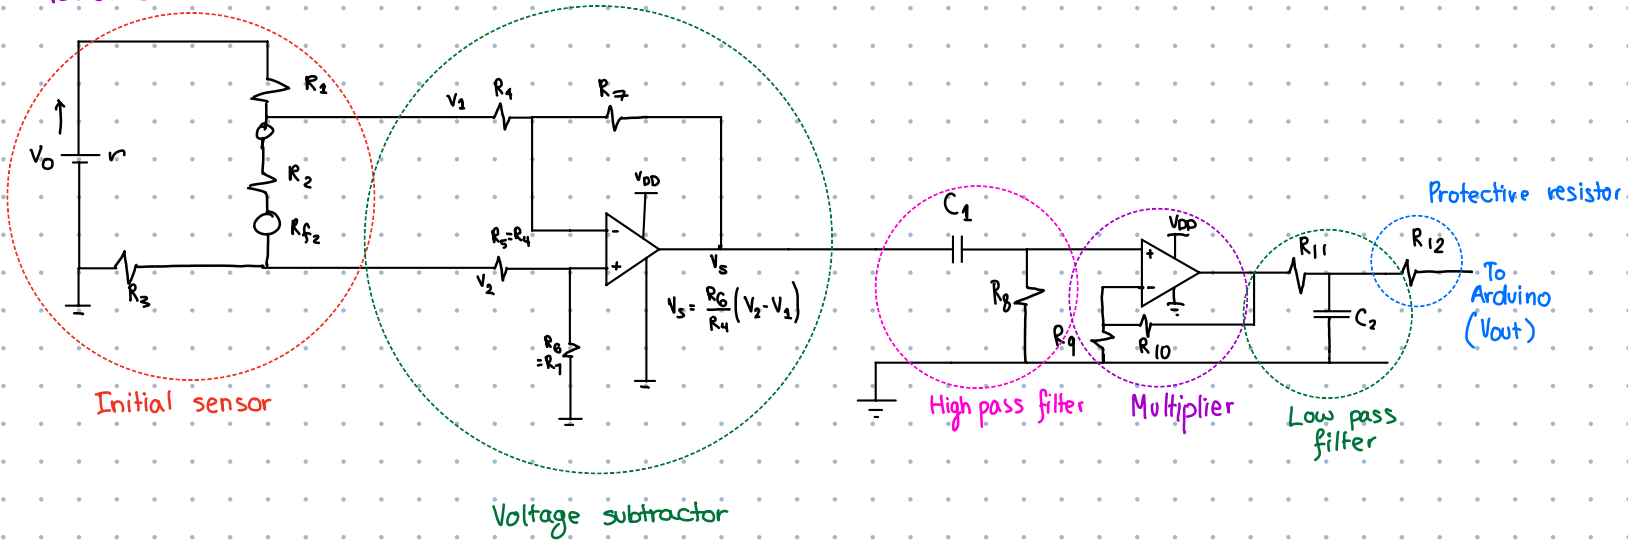 R1
V0
r
R2
Rf2
R3
Initial sensor
V1
R4
R7
VDD
R5=R4
V2
-
+
Vs
Vs = R6/R4 (V2 - V1)
R6
=R7
Voltage subtractor
C1
R8
High pass filter
VDD
+
-
R9
R10
Multiplier
R11
C2
Low pass
filter
Protective resistor
R12
To
Arduino
(Vout)